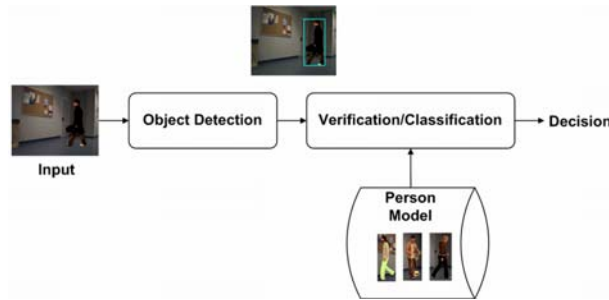 Object Detection
Verification/Classification
Decision
Input
Person
Model